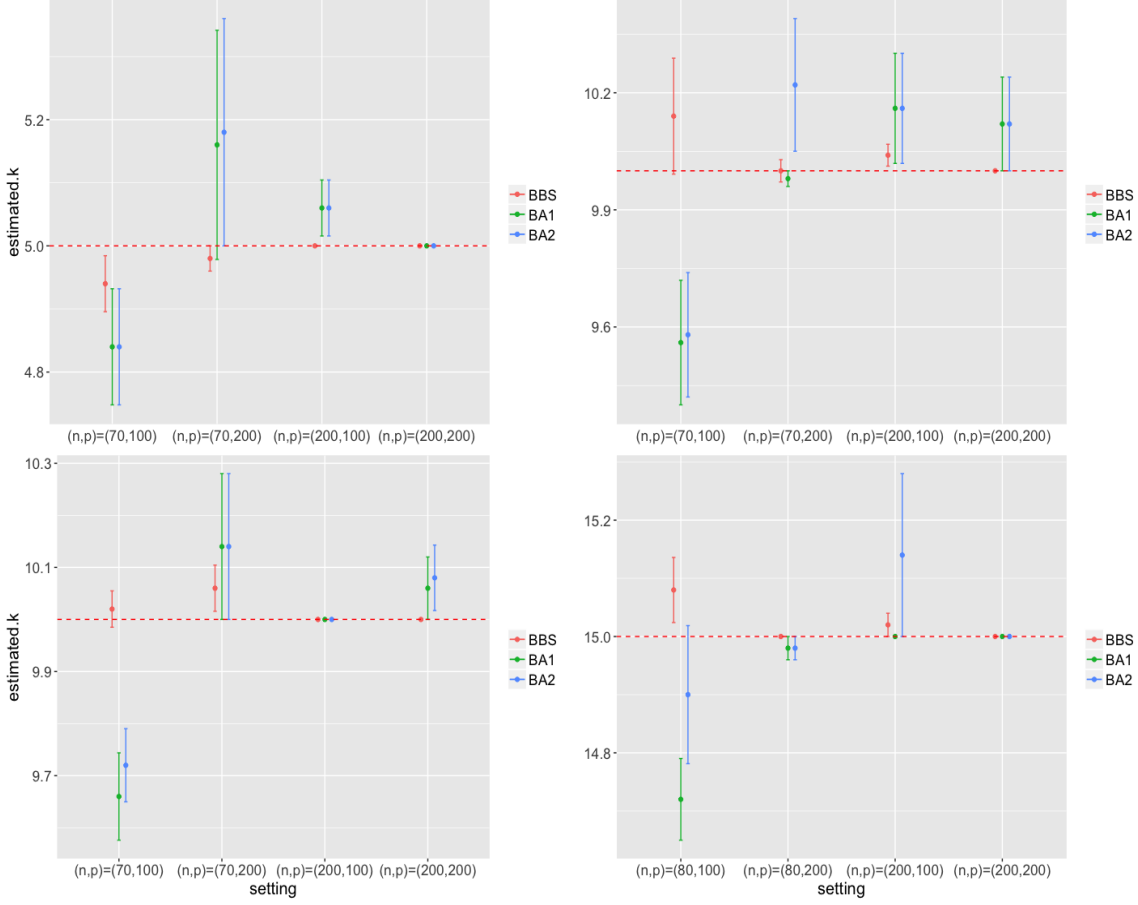 estimated.k
5.2
5.0
4.8
(n,p)=(70,100) (n,p)=(70,200) (n,p)=(200,100) (n,p)=(200,200)
BBS
BA1
BA2
10.2
9.9
9.6
(n,p)=(70,100) (n,p)=(70,200) (n,p)=(200,100) (n,p)=(200,200)
BBS
BA1
BA2
estimated.k
10.3
10.1
9.9
9.7
(n,p)=(70,100) (n,p)=(70,200) (n,p)=(200,100) (n,p)=(200,200)
setting
BBS
BA1
BA2
15.2
15.0
14.8
(n,p)=(80,100) (n,p)=(80,200) (n,p)=(200,100) (n,p)=(200,200)
setting
BBS
BA1
BA2